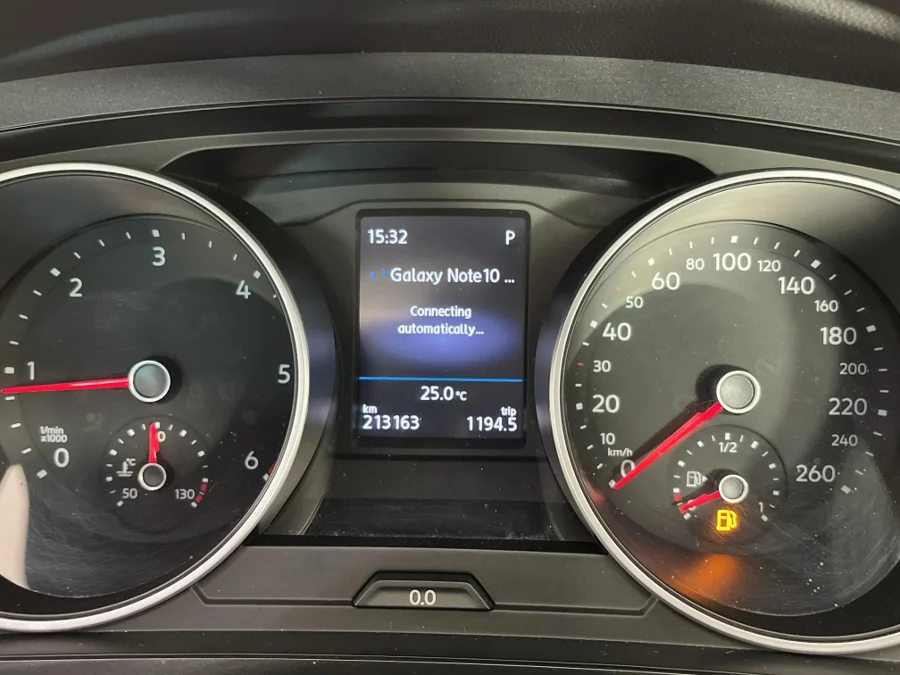 15:32 P
Galaxy Note10 ...
Connecting
automatically...
25.0 °C
km trip
213163 1194.5
0.0
0 1 2 3 4 5 6
1/min
x1000
°C
50 90 130
0 10 20 30 40 50 60 80 100 120 140 160 180 200 220 240 260
km/h
1/2
1